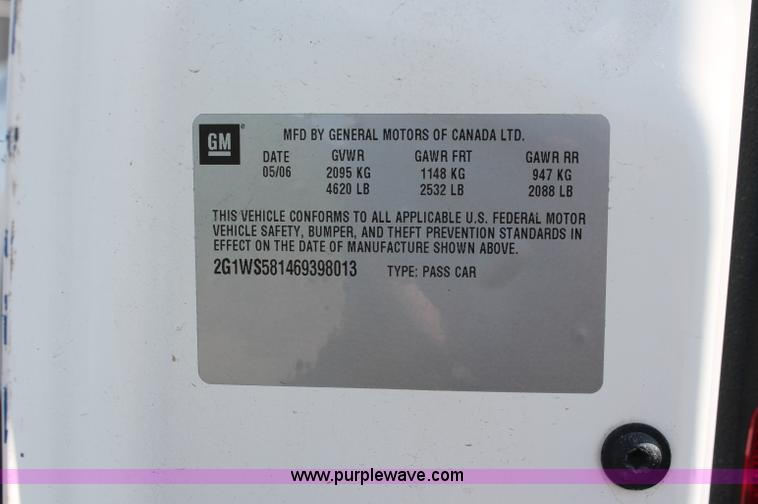 GM
MFD BY GENERAL MOTORS OF CANADA LTD.
DATE GVWR GAWR FRT GAWR RR
05/06 2095 KG 1148 KG 947 KG
4620 LB 2532 LB 2088 LB
THIS VEHICLE CONFORMS TO ALL APPLICABLE U.S. FEDERAL MOTOR
VEHICLE SAFETY, BUMPER, AND THEFT PREVENTION STANDARDS IN
EFFECT ON THE DATE OF MANUFACTURE SHOWN ABOVE.
2G1WS581469398013 TYPE: PASS CAR
www.purplewave.com